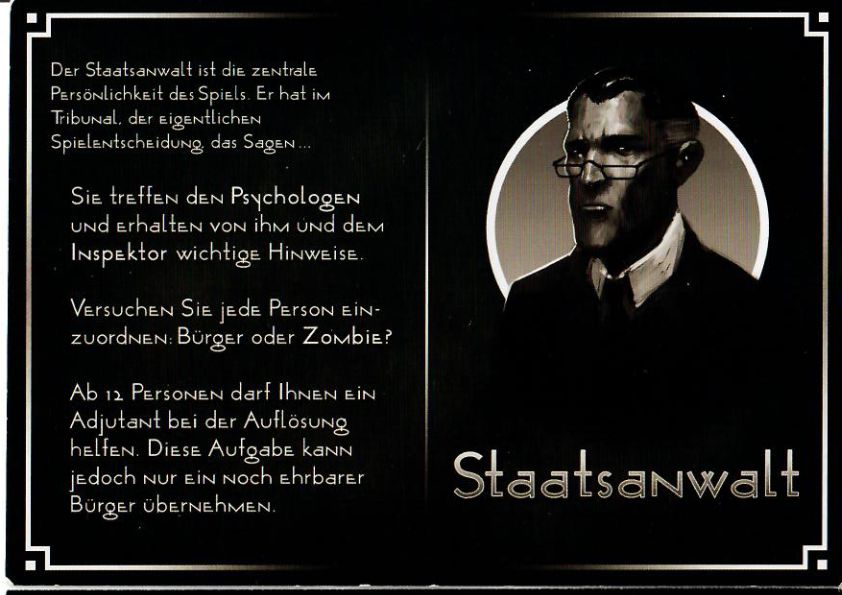 Der Staatsanwalt ist die zentrale
Persönlichkeit des Spiels. Er hat im
Tribunal, der eigentlichen
Spielentscheidung, das Sagen ...
Sie treffen den Psychologen
und erhalten von ihm und dem
Inspektor wichtige Hinweise.
Versuchen Sie jede Person ein-
zuordnen: Bürger oder Zombie?
Ab 12 Personen darf Ihnen ein
Adjutant bei der Auflösung
helfen. Diese Aufgabe kann
jedoch nur ein noch ehrbarer
Bürger übernehmen.
Staatsanwalt